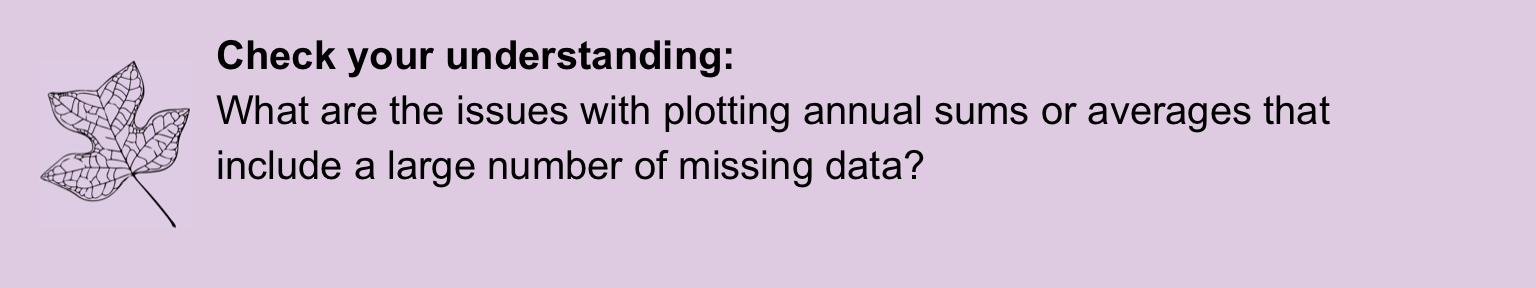 Check your understanding:
What are the issues with plotting annual sums or averages that
include a large number of missing data?